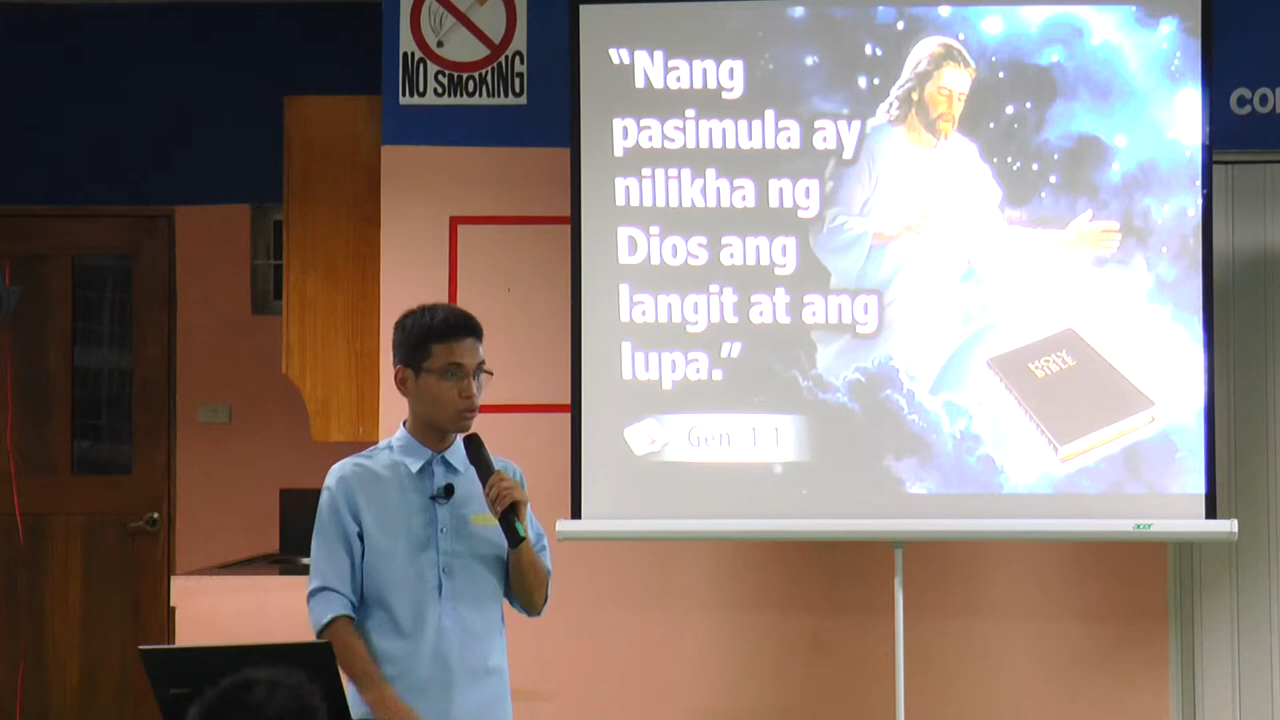 NO SMOKING
“Nang
pasimula ay
nilikha ng
Dios ang
langit at ang
lupa.”
Gen 1 1
HOLY
BIBLE
acer